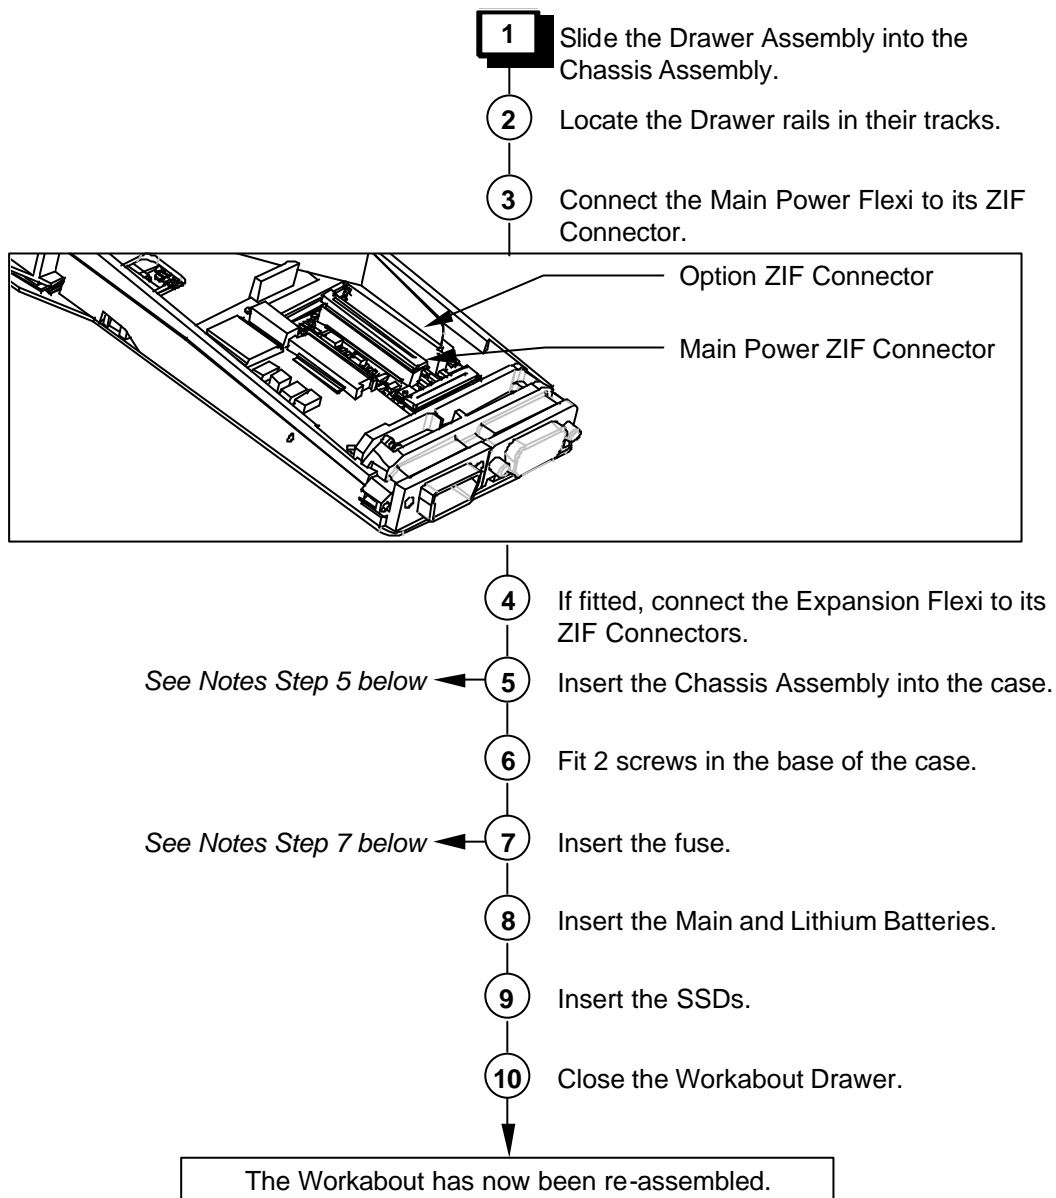 1
Slide the Drawer Assembly into the
Chassis Assembly.
2
Locate the Drawer rails in their tracks.
3
Connect the Main Power Flexi to its ZIF
Connector.
Option ZIF Connector
Main Power ZIF Connector
4
If fitted, connect the Expansion Flexi to its
ZIF Connectors.
See Notes Step 5 below
5
Insert the Chassis Assembly into the case.
6
Fit 2 screws in the base of the case.
See Notes Step 7 below
7
Insert the fuse.
8
Insert the Main and Lithium Batteries.
9
Insert the SSDs.
10
Close the Workabout Drawer.
The Workabout has now been re-assembled.